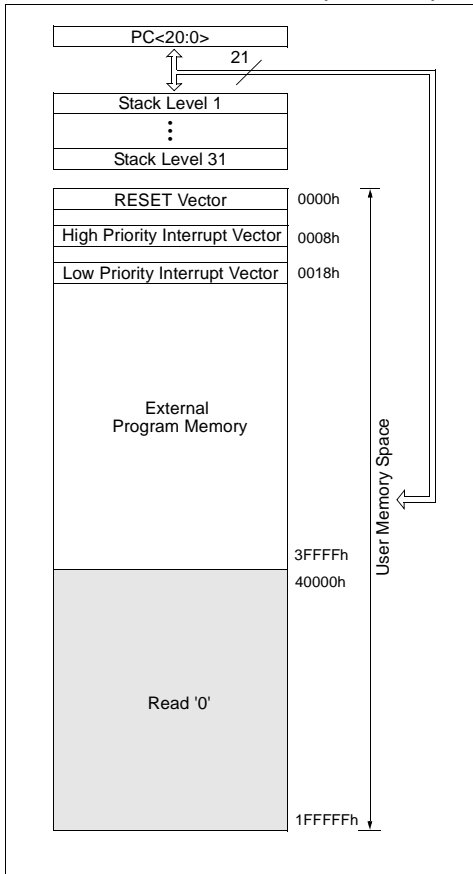 PC<20:0>
21
Stack Level 1
Stack Level 31
RESET Vector
0000h
High Priority Interrupt Vector
0008h
Low Priority Interrupt Vector
0018h
External
Program Memory
User Memory Space
3FFFFh
40000h
Read '0'
1FFFFFh